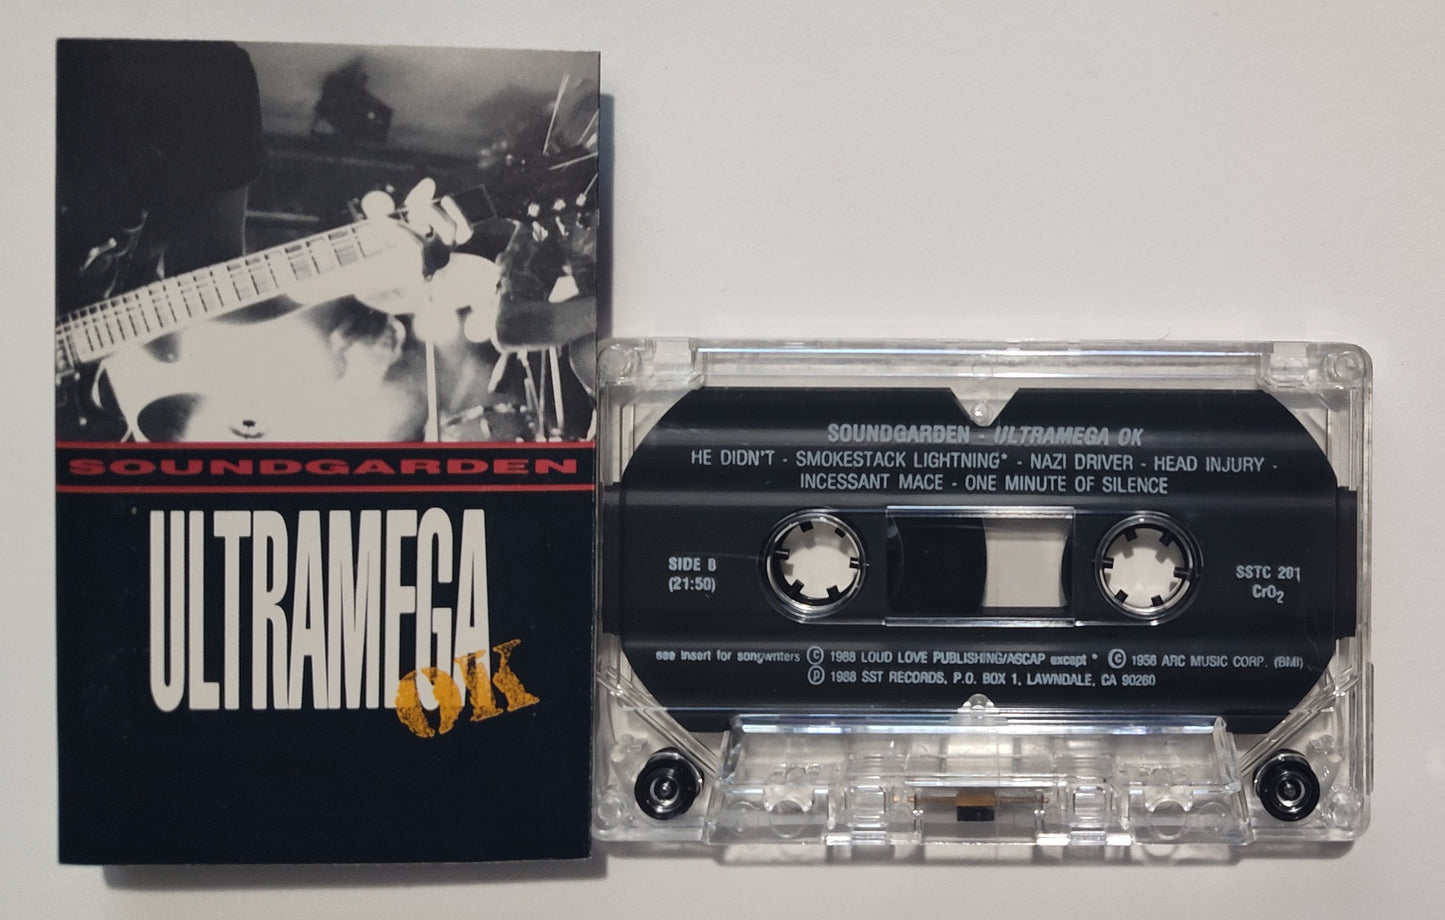 SOUNDGARDEN
ULTRAMEGA
OK
SOUNDGARDEN - ULTRAMEGA OK
HE DIDN'T - SMOKESTACK LIGHTNING* - NAZI DRIVER - HEAD INJURY -
INCESSANT MACE - ONE MINUTE OF SILENCE
SIDE B
(21:50)
SSTC 201
CrO2
see insert for songwriters © 1988 LOUD LOVE PUBLISHING/ASCAP except * © 1956 ARC MUSIC CORP. (BMI)
℗ 1988 SST RECORDS, P.O. BOX 1, LAWNDALE, CA 90260